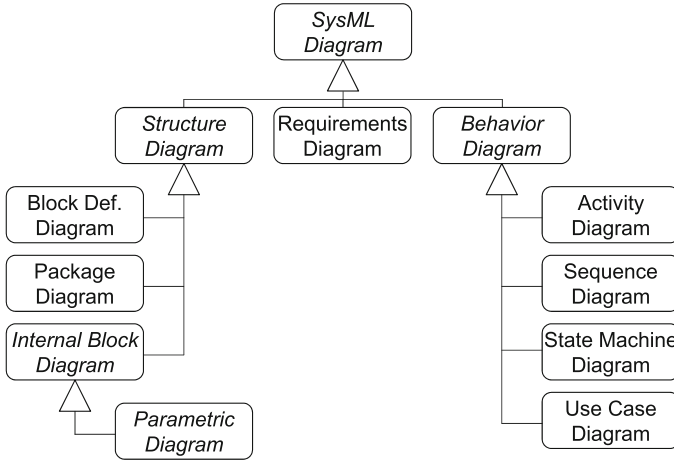 SysML
Diagram
Structure
Diagram
Requirements
Diagram
Behavior
Diagram
Block Def.
Diagram
Package
Diagram
Internal Block
Diagram
Parametric
Diagram
Activity
Diagram
Sequence
Diagram
State Machine
Diagram
Use Case
Diagram